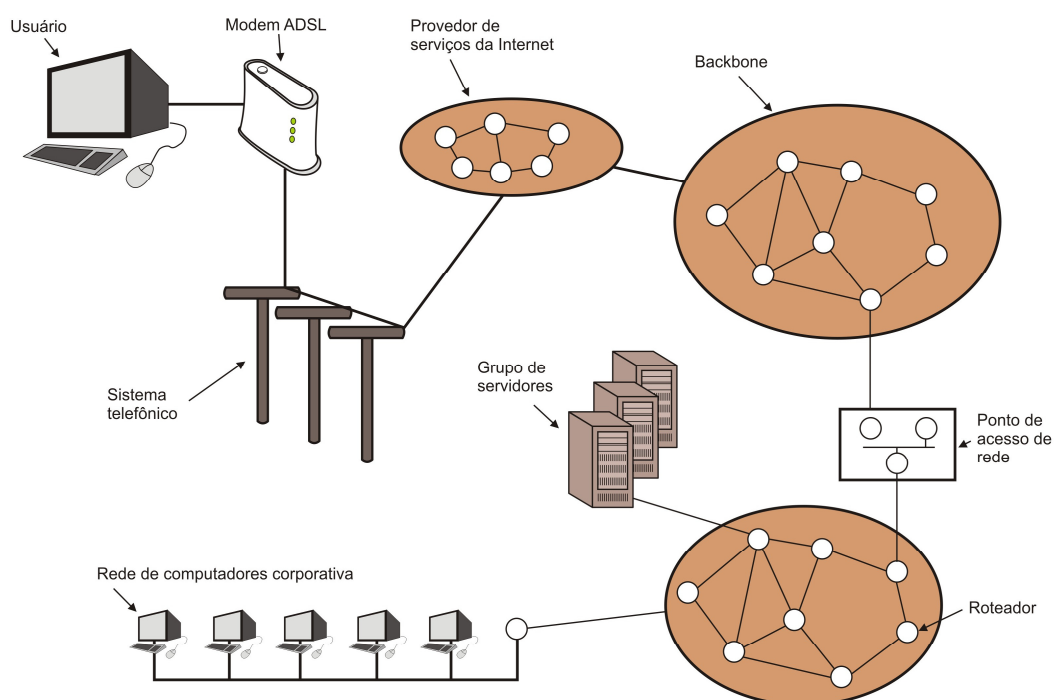 Usuário
Modem ADSL
Provedor de
serviços da Internet
Backbone
Grupo de
servidores
Sistema
telefônico
Ponto de
acesso de
rede
Rede de computadores corporativa
Roteador